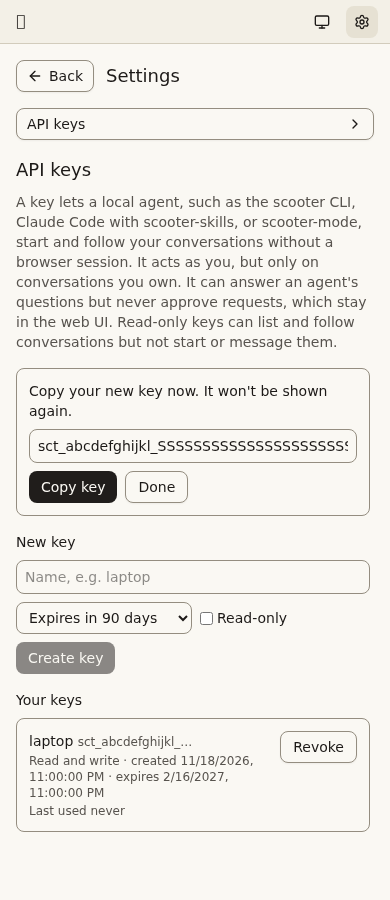 Back
Settings
API keys
API keys
A key lets a local agent, such as the scooter CLI,
Claude Code with scooter-skills, or scooter-mode,
start and follow your conversations without a
browser session. It acts as you, but only on
conversations you own. It can answer an agent's
questions but never approve requests, which stay
in the web UI. Read-only keys can list and follow
conversations but not start or message them.
Copy your new key now. It won't be shown
again.
sct_abcdefghijkl_SSSSSSSSSSSSSSSSSSSSSS
Copy key
Done
New key
Name, e.g. laptop
Expires in 90 days
Read-only
Create key
Your keys
laptop sct_abcdefghijkl_…
Read and write · created 11/18/2026,
11:00:00 PM · expires 2/16/2027,
11:00:00 PM
Last used never
Revoke